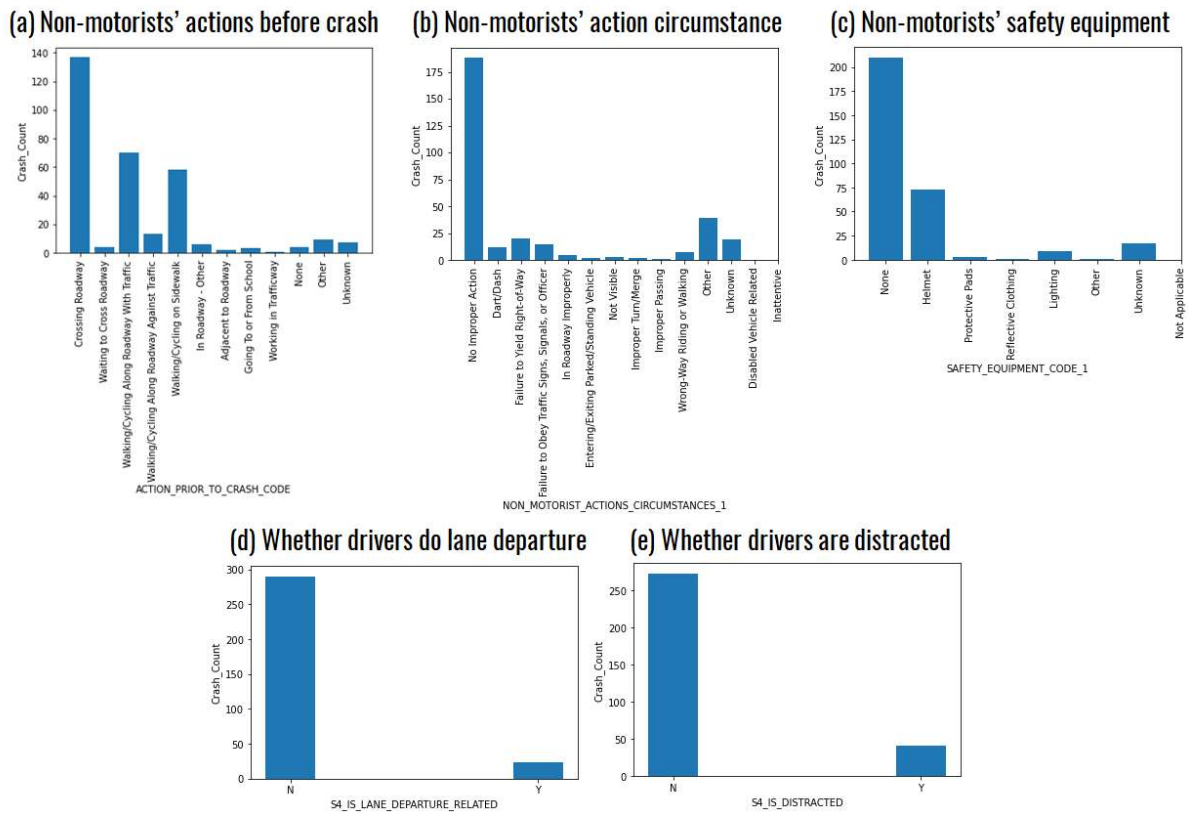 (a) Non-motorists' actions before crash
140
120
100
80
60
40
20
0
Crash_Count
Crossing Roadway
Waiting to Cross Roadway
Walking/Cycling Along Roadway With Traffic
Walking/Cycling Along Roadway Against Traffic
Walking/Cycling on Sidewalk
In Roadway - Other
Adjacent to Roadway
Going To or From School
Working in Trafficway
None
Other
Unknown
ACTION_PRIOR_TO_CRASH_CODE
(b) Non-motorists' action circumstance
175
150
125
100
75
50
25
0
Crash_Count
No Improper Action
Dart/Dash
Failure to Yield Right-of-Way
Failure to Obey Traffic Signs, Signals, or Officer
In Roadway Improperly
Entering/Exiting Parked/Standing Vehicle
Not Visible
Improper Turn/Merge
Improper Passing
Wrong-Way Riding or Walking
Other
Unknown
Disabled Vehicle Related
Inattentive
NON_MOTORIST_ACTIONS_CIRCUMSTANCES_1
(c) Non-motorists' safety equipment
200
175
150
125
100
75
50
25
0
Crash_Count
None
Helmet
Protective Pads
Reflective Clothing
Lighting
Other
Unknown
Not Applicable
SAFETY_EQUIPMENT_CODE_1
(d) Whether drivers do lane departure
300
250
200
150
100
50
0
Crash_Count
N
Y
S4_IS_LANE_DEPARTURE_RELATED
(e) Whether drivers are distracted
250
200
150
100
50
0
Crash_Count
N
Y
S4_IS_DISTRACTED